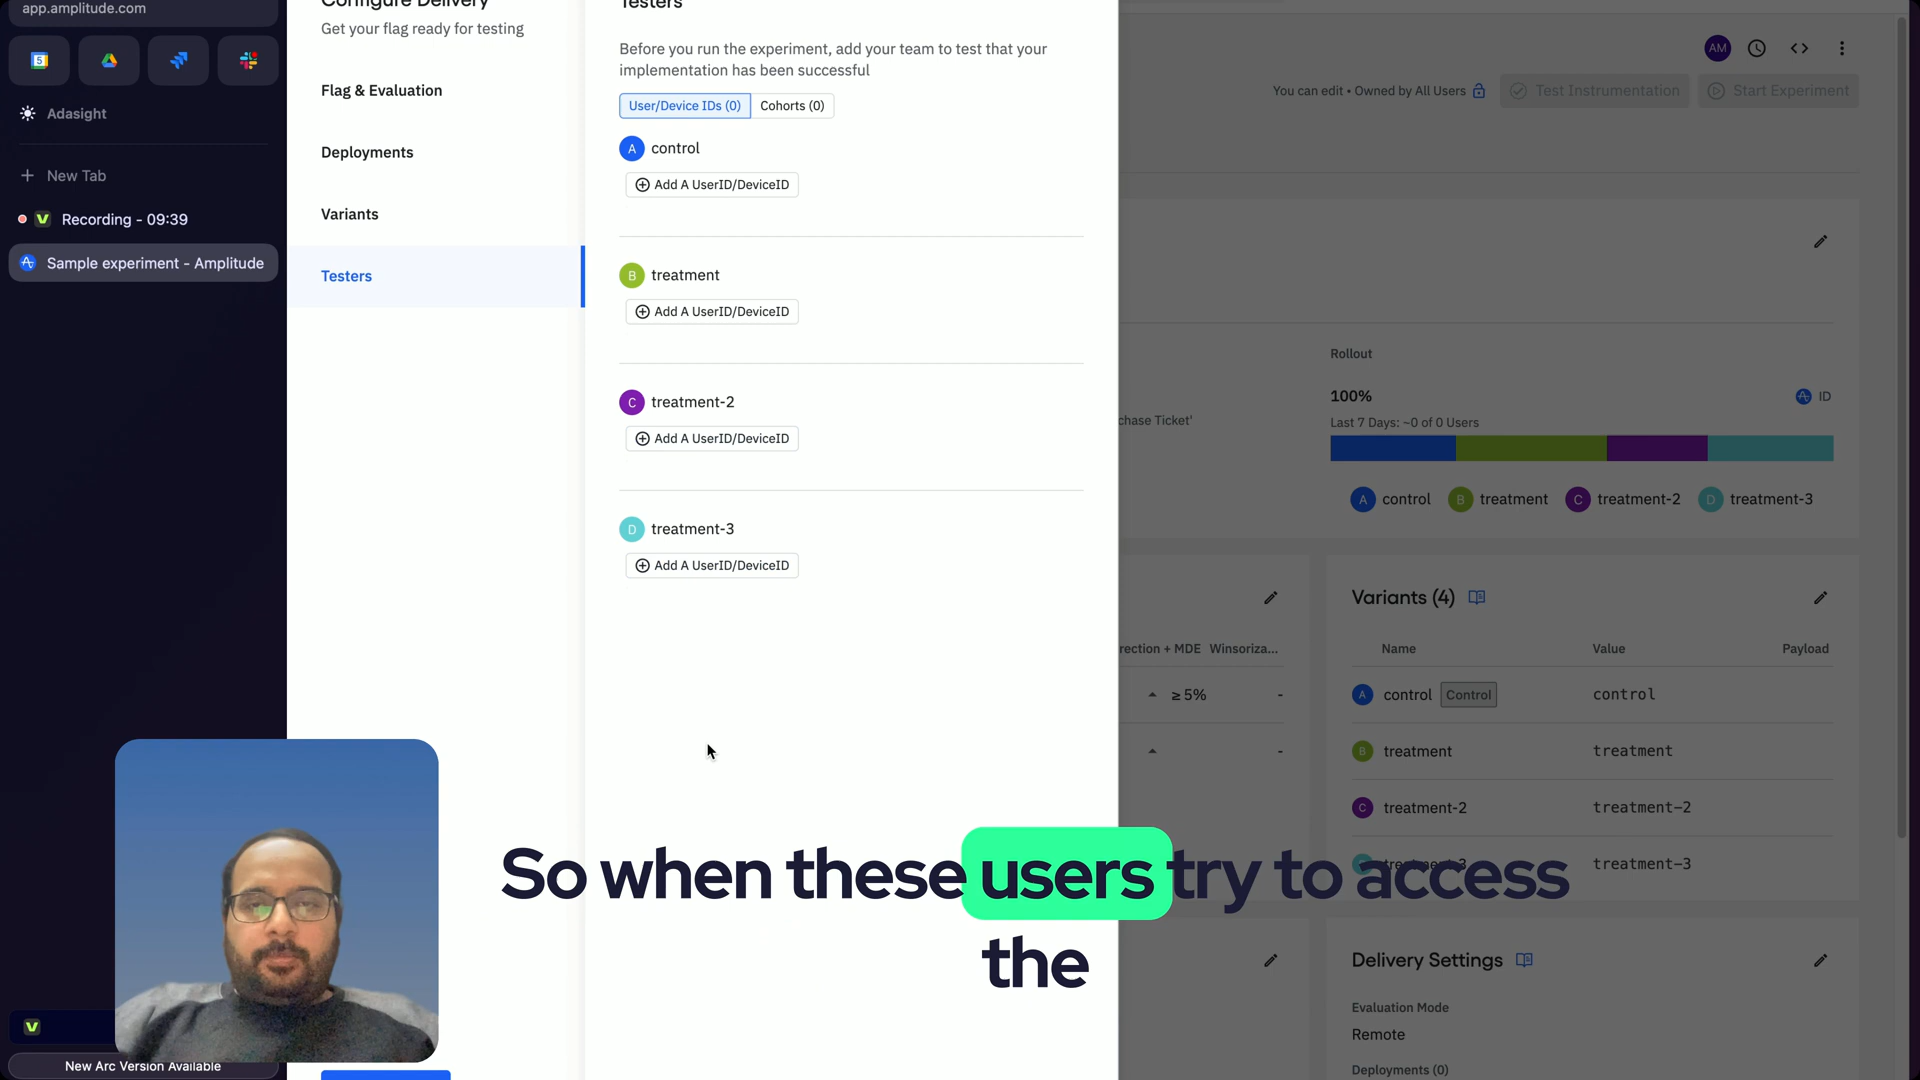 app.amplitude.com
5
Adasight
New Tab
Recording - 09:39
Sample experiment - Amplitude
New Arc Version Available
Configure Delivery
Get your flag ready for testing
Flag & Evaluation
Deployments
Variants
Testers
Testers
Before you run the experiment, add your team to test that your
implementation has been successful
User/Device IDs (0)
Cohorts (0)
A control
Add A UserID/DeviceID
B treatment
Add A UserID/DeviceID
C treatment-2
Add A UserID/DeviceID
D treatment-3
Add A UserID/DeviceID
AM
You can edit • Owned by All Users
Test Instrumentation
Start Experiment
Rollout
100%
ID
chase Ticket'
Last 7 Days: ~0 of 0 Users
A control
B treatment
C treatment-2
D treatment-3
rection + MDE Winsoriza...
≥ 5% -
-
Variants (4)
Name Value Payload
A control Control control
B treatment treatment
C treatment-2 treatment-2
treatment-3 treatment-3
So when these users try to access
the
Delivery Settings
Evaluation Mode
Remote
Deployments (0)